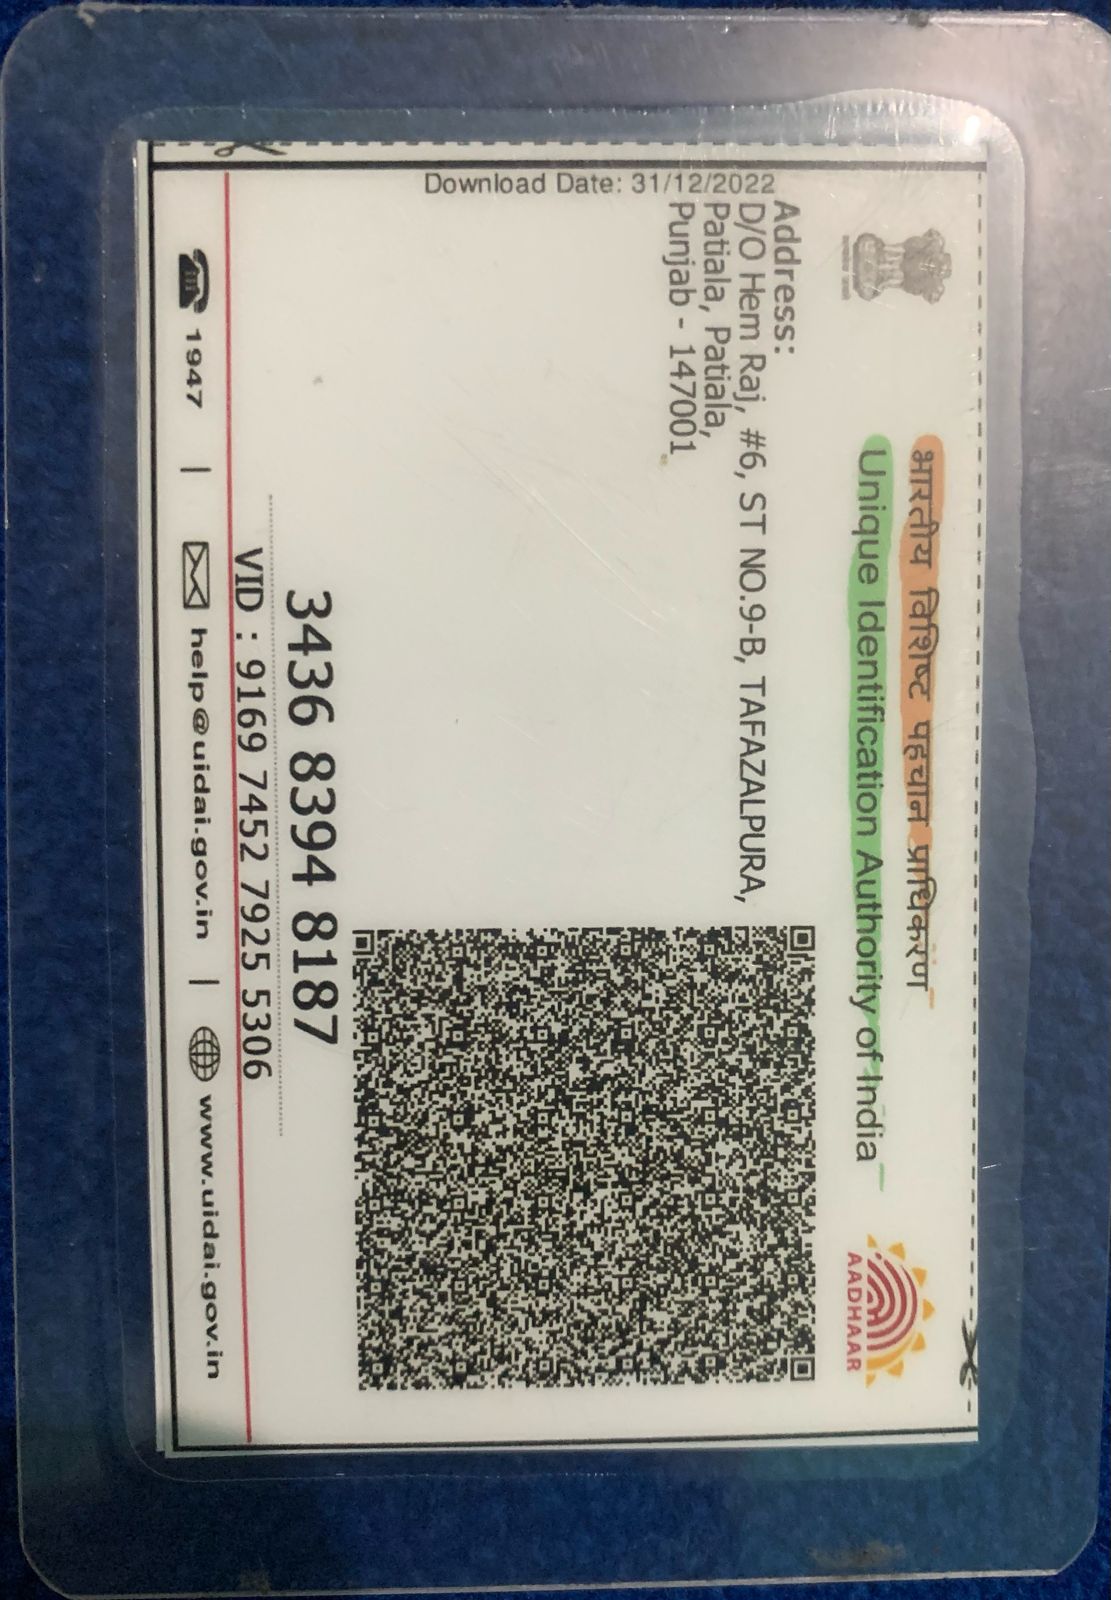 भारतीय विशिष्ट पहचान प्राधिकरण
Unique Identification Authority of India
AADHAAR
Download Date: 31/12/2022
Address:
D/O Hem Raj, #6, ST NO.9-B, TAFAZALPURA,
Patiala, Patiala,
Punjab - 147001
3436 8394 8187
VID : 9169 7452 7925 5306
1947 | help@uidai.gov.in | www.uidai.gov.in